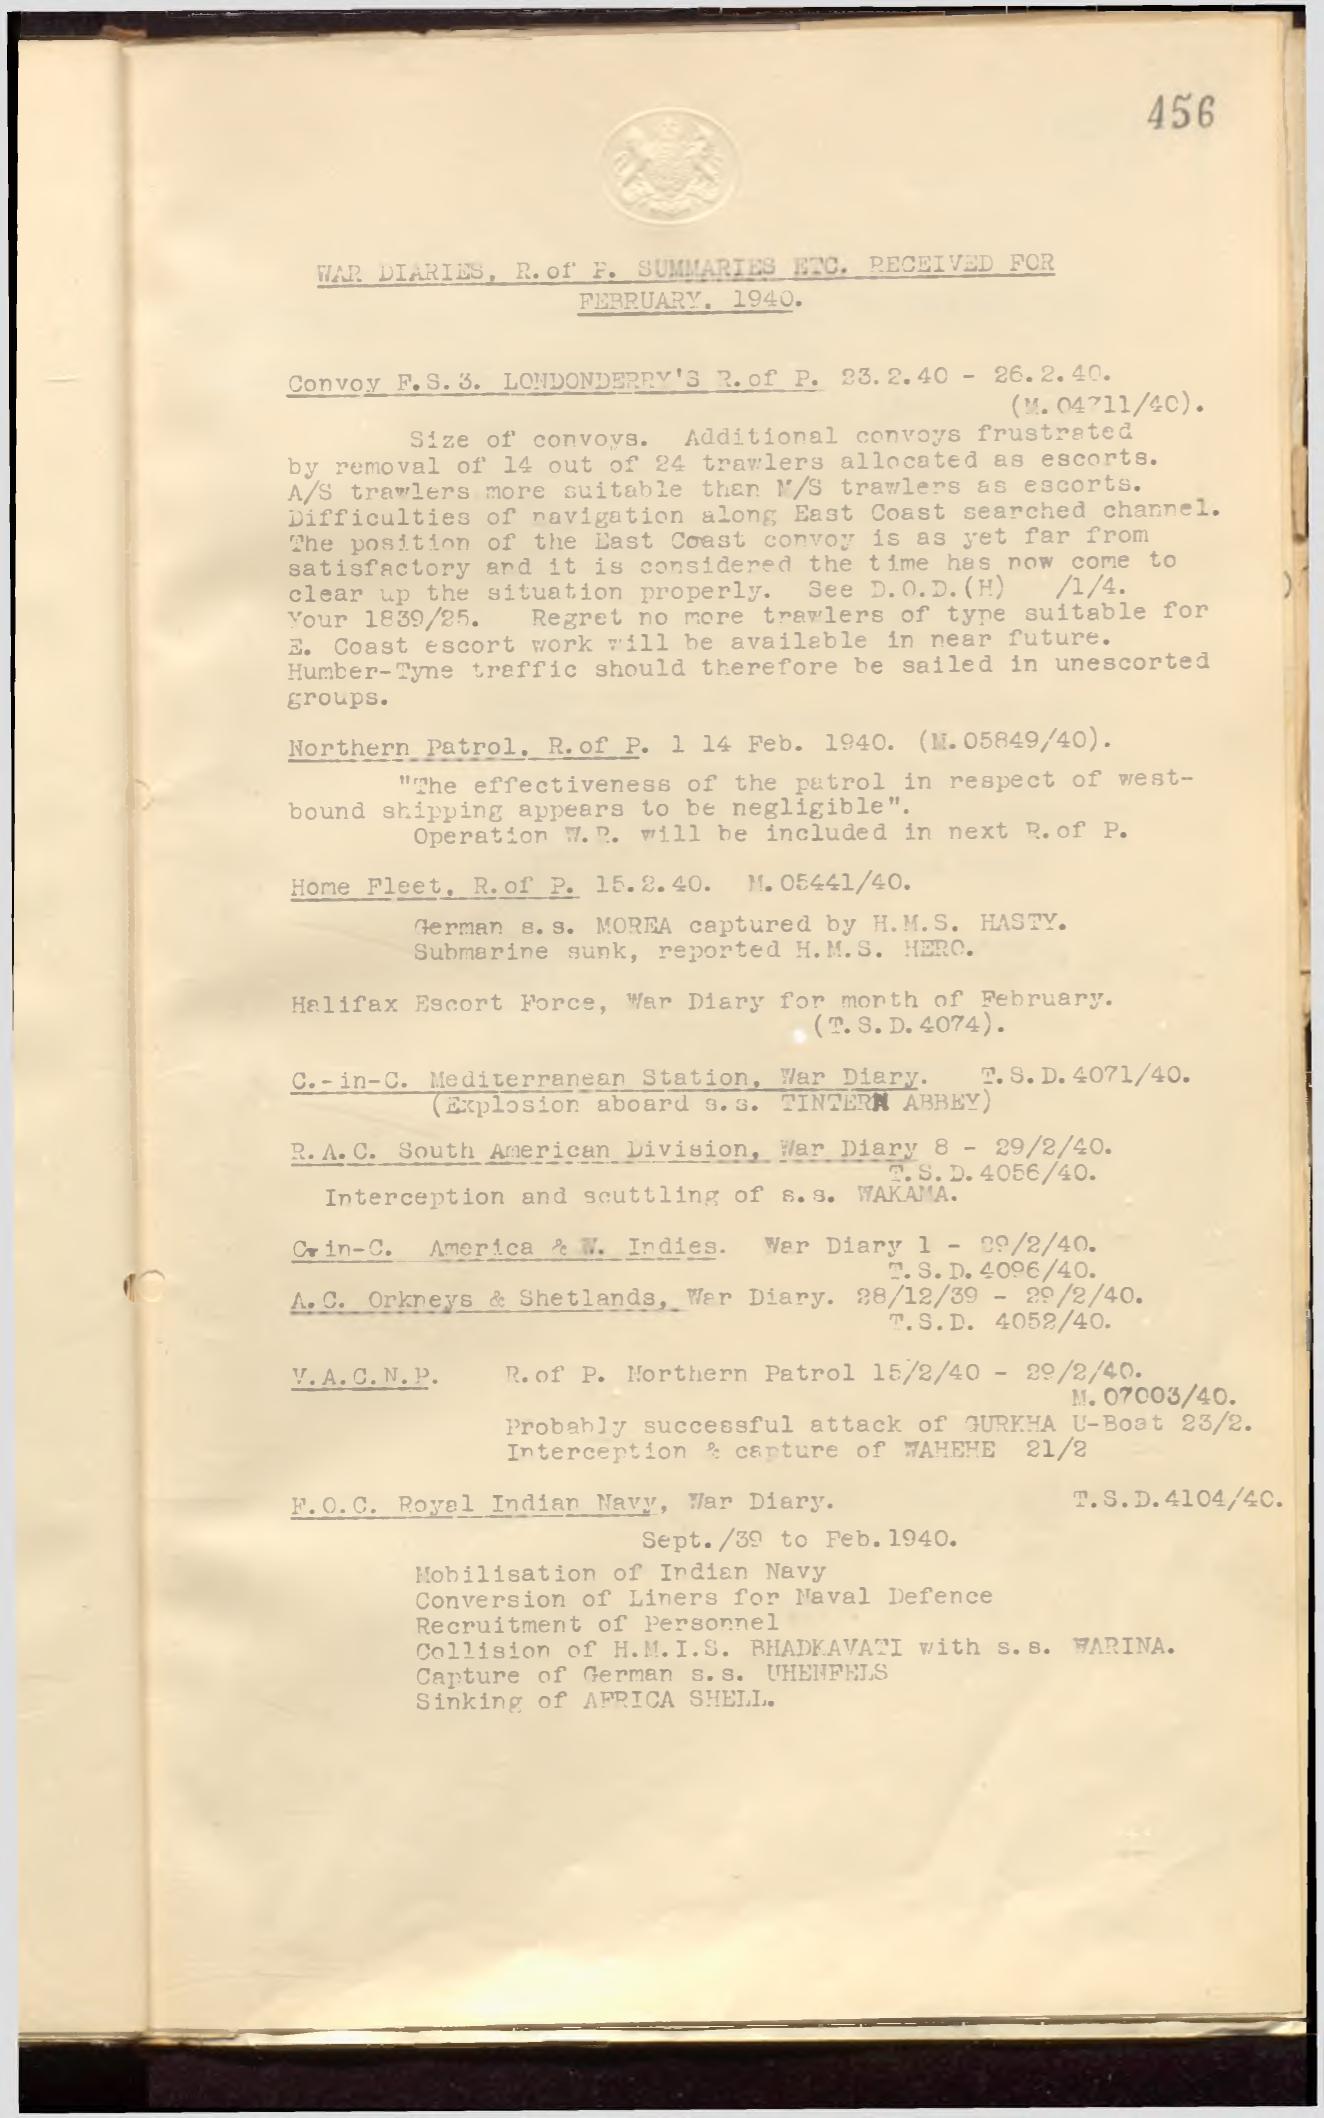 456
WAR DIARIES, R.of P. SUMMARIES ETC. RECEIVED FOR
FEBRUARY. 1940.
Convoy F.S.3. LONDONDERRY'S R.of P. 23.2.40 - 26.2.40.
(M.04711/40).
Size of convoys. Additional convoys frustrated
by removal of 14 out of 24 trawlers allocated as escorts.
A/S trawlers more suitable than M/S trawlers as escorts.
Difficulties of navigation along East Coast searched channel.
The position of the East Coast convoy is as yet far from
satisfactory and it is considered the time has now come to
clear up the situation properly. See D.O.D.(H) /1/4.
Your 1839/25. Regret no more trawlers of type suitable for
E. Coast escort work will be available in near future.
Humber-Tyne traffic should therefore be sailed in unescorted
groups.
Northern Patrol. R.of P. 1 14 Feb. 1940. (M.05849/40).
"The effectiveness of the patrol in respect of west-
bound shipping appears to be negligible".
Operation W.R. will be included in next R.of P.
Home Fleet. R.of P. 15.2.40. M.05441/40.
German s.s. MOREA captured by H.M.S. HASTY.
Submarine sunk, reported H.M.S. HERO.
Halifax Escort Force, War Diary for month of February.
(T.S.D.4074).
C.-in-C. Mediterranean Station, War Diary. T.S.D.4071/40.
(Explosion aboard s.s. TINTERN ABBEY)
R.A.C. South American Division, War Diary 8 - 29/2/40.
T.S.D.4056/40.
Interception and scuttling of s.s. WAKAMA.
C-in-C. America & W. Indies. War Diary 1 - 29/2/40.
T.S.D.4096/40.
A.C. Orkneys & Shetlands, War Diary. 28/12/39 - 29/2/40.
T.S.D. 4052/40.
V.A.C.N.P. R.of P. Northern Patrol 15/2/40 - 29/2/40.
M.07003/40.
Probably successful attack of GURKHA U-Boat 23/2.
Interception & capture of WAHEHE 21/2
F.O.C. Royal Indian Navy, War Diary. T.S.D.4104/40.
Sept./39 to Feb.1940.
Mobilisation of Indian Navy
Conversion of Liners for Naval Defence
Recruitment of Personnel
Collision of H.M.I.S. BHADKAVATI with s.s. WARINA.
Capture of German s.s. UHENFELS
Sinking of AFRICA SHELL.